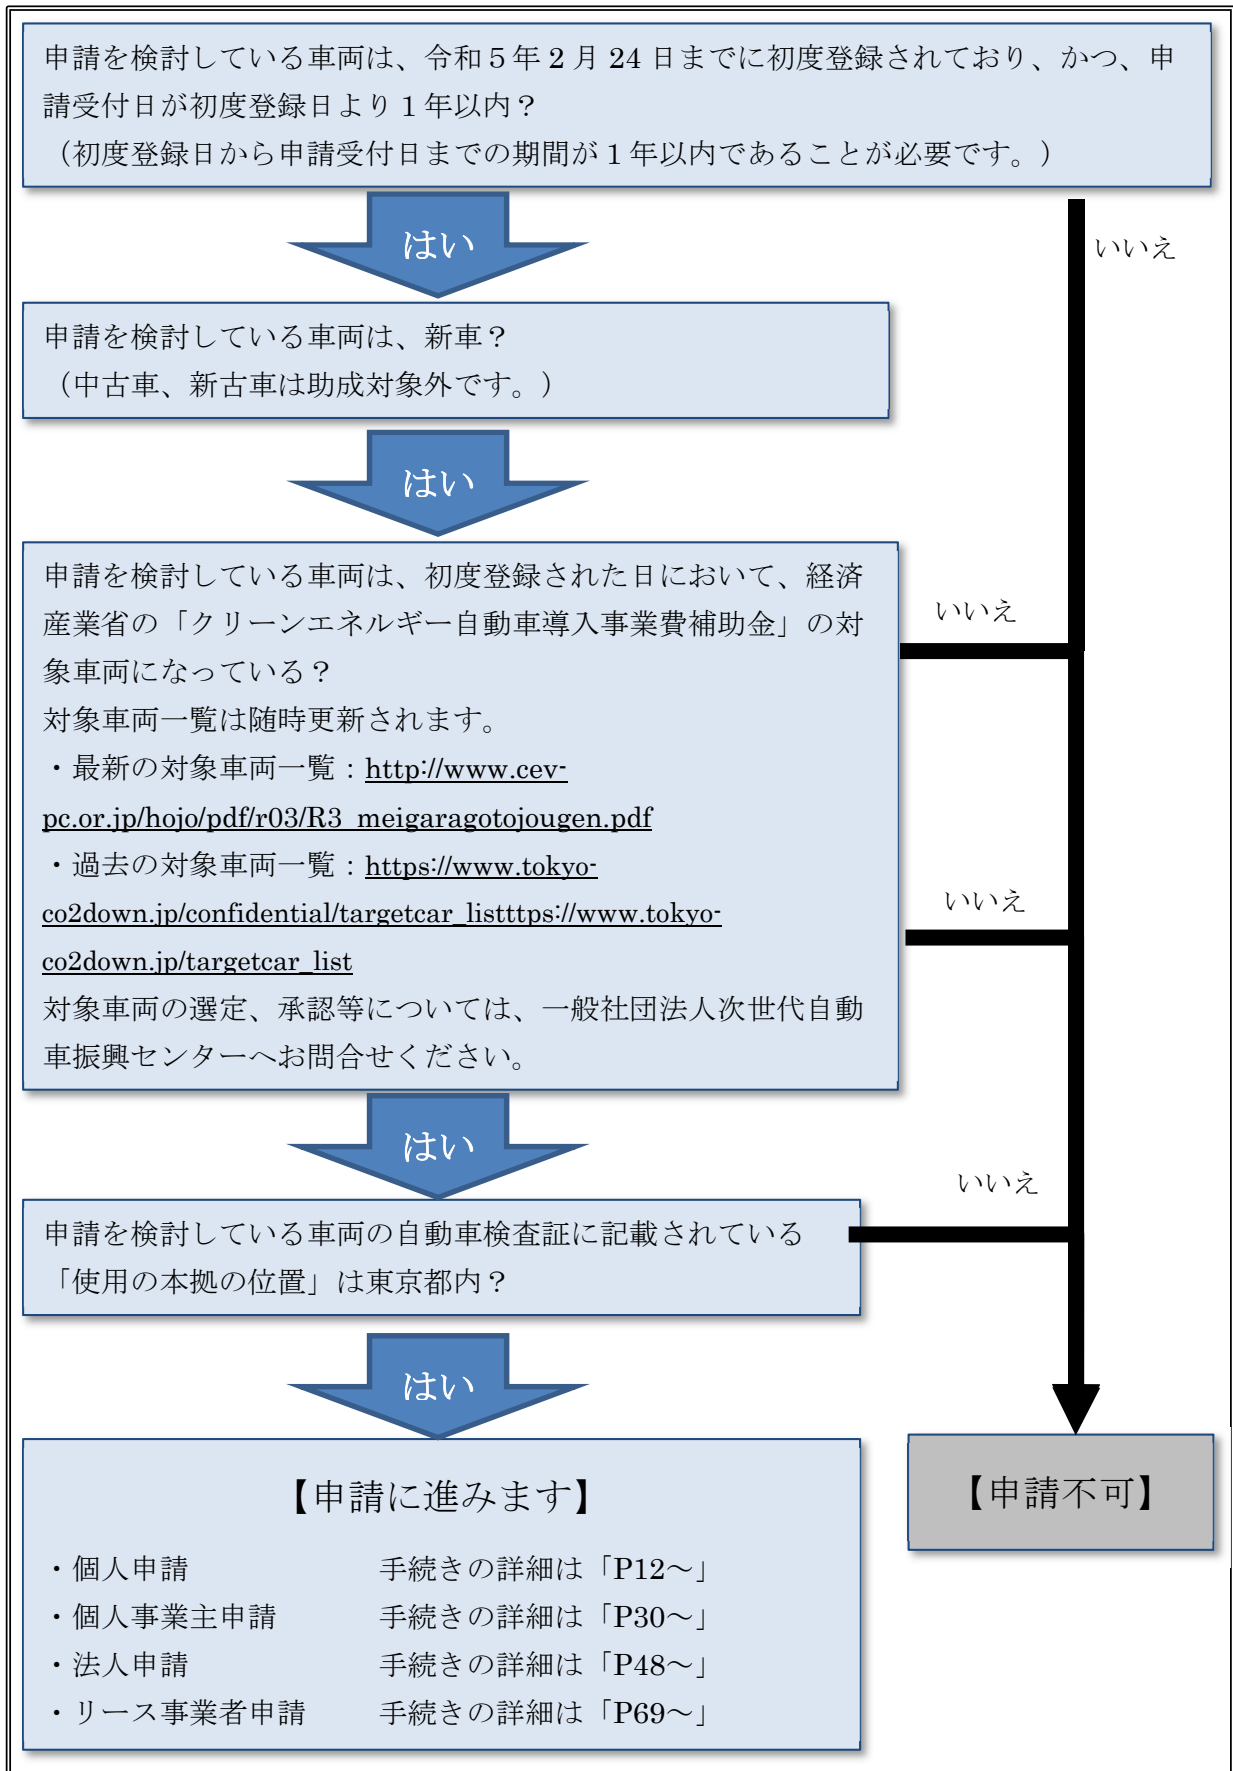 申請を検討している車両は、令和５年 2 月 24 日までに初度登録されており、かつ、申
請受付日が初度登録日より 1 年以内？
（初度登録日から申請受付日までの期間が 1 年以内であることが必要です。）
はい
いいえ
申請を検討している車両は、新車？
（中古車、新古車は助成対象外です。）
はい
申請を検討している車両は、初度登録された日において、経済
産業省の「クリーンエネルギー自動車導入事業費補助金」の対
象車両になっている？
対象車両一覧は随時更新されます。
・最新の対象車両一覧：http://www.cev-
pc.or.jp/hojo/pdf/r03/R3_meigaragotojougen.pdf
・過去の対象車両一覧：https://www.tokyo-
co2down.jp/confidential/targetcar_listttps://www.tokyo-
co2down.jp/targetcar_list
対象車両の選定、承認等については、一般社団法人次世代自動
車振興センターへお問合せください。
いいえ
いいえ
はい
いいえ
申請を検討している車両の自動車検査証に記載されている
「使用の本拠の位置」は東京都内？
はい
【申請に進みます】
・個人申請 手続きの詳細は「P12～」
・個人事業主申請 手続きの詳細は「P30～」
・法人申請 手続きの詳細は「P48～」
・リース事業者申請 手続きの詳細は「P69～」
【申請不可】